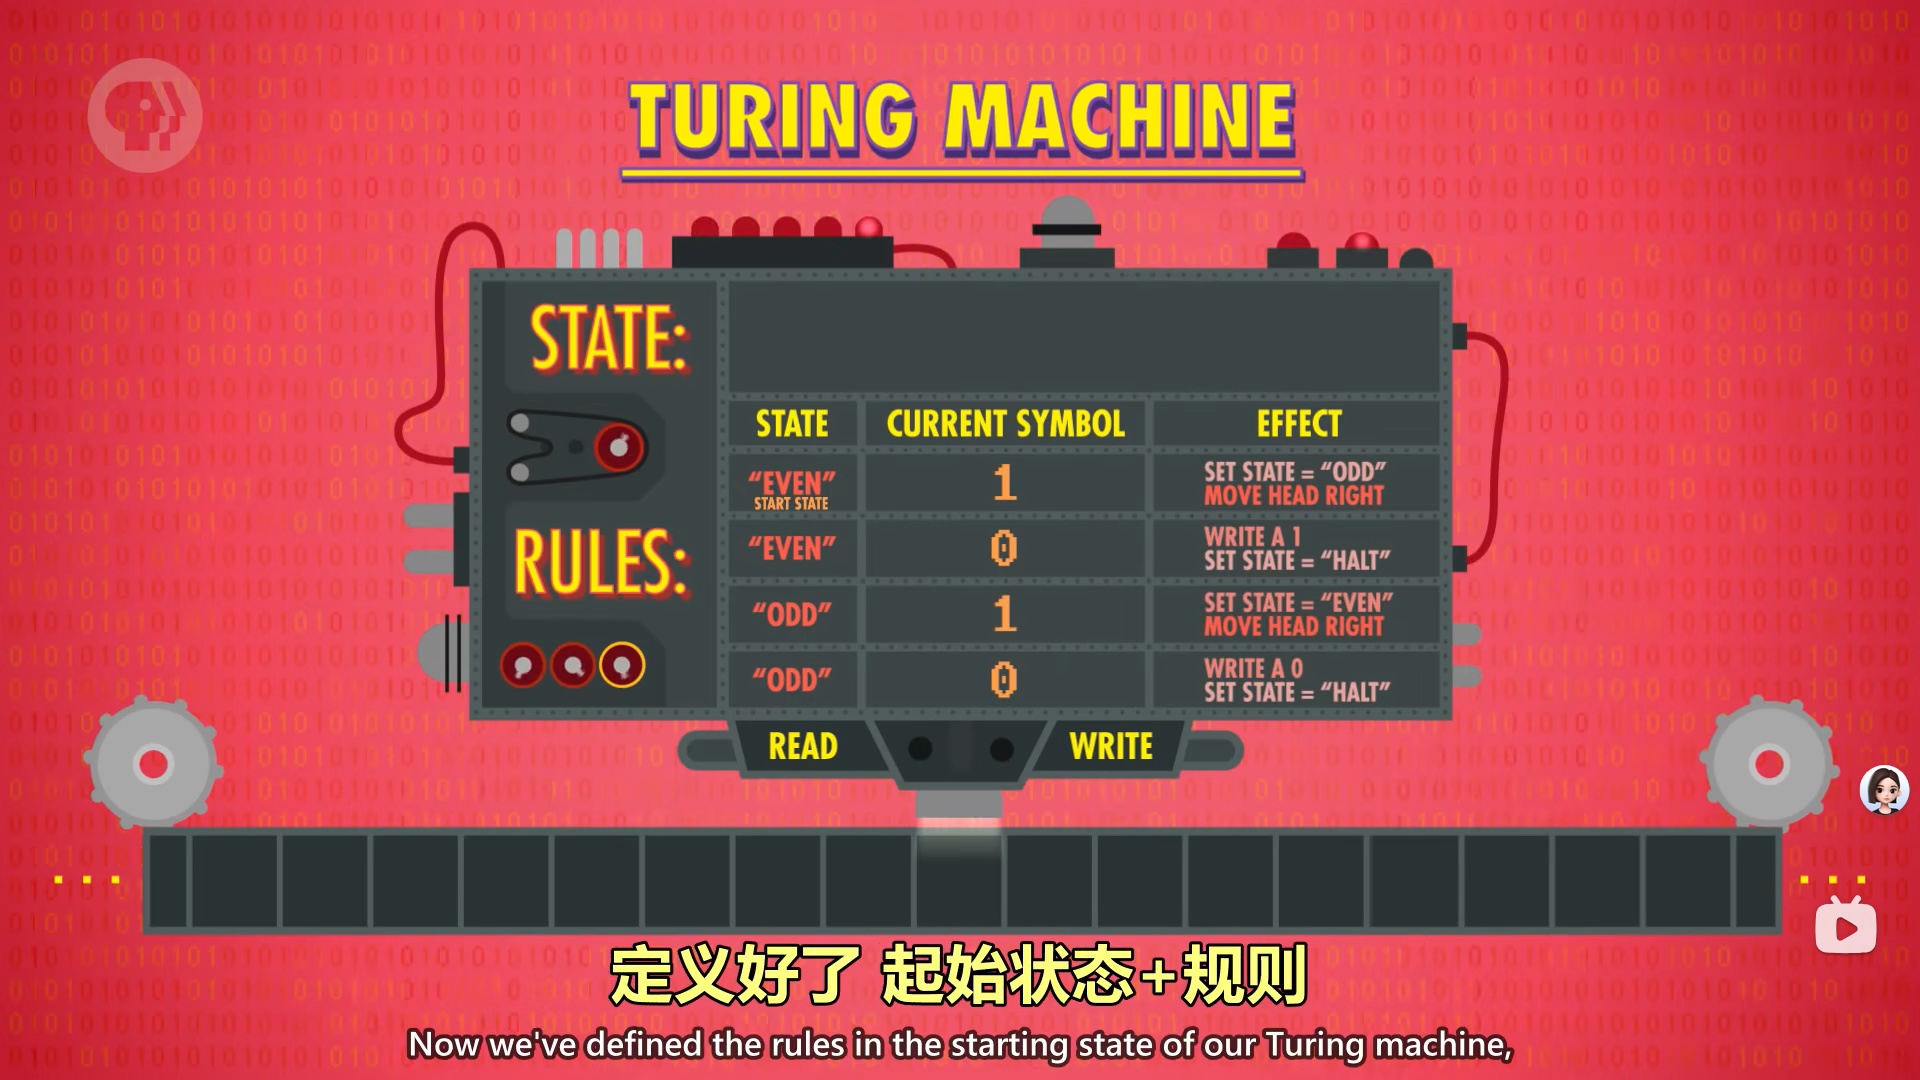 TURING MACHINE
STATE:
RULES:
STATE CURRENT SYMBOL EFFECT
“EVEN” START STATE 1 SET STATE = “ODD” MOVE HEAD RIGHT
“EVEN” 0 WRITE A 1 SET STATE = “HALT”
“ODD” 1 SET STATE = “EVEN” MOVE HEAD RIGHT
“ODD” 0 WRITE A 0 SET STATE = “HALT”
READ WRITE
定义好了 起始状态+规则
Now we've defined the rules in the starting state of our Turing machine,